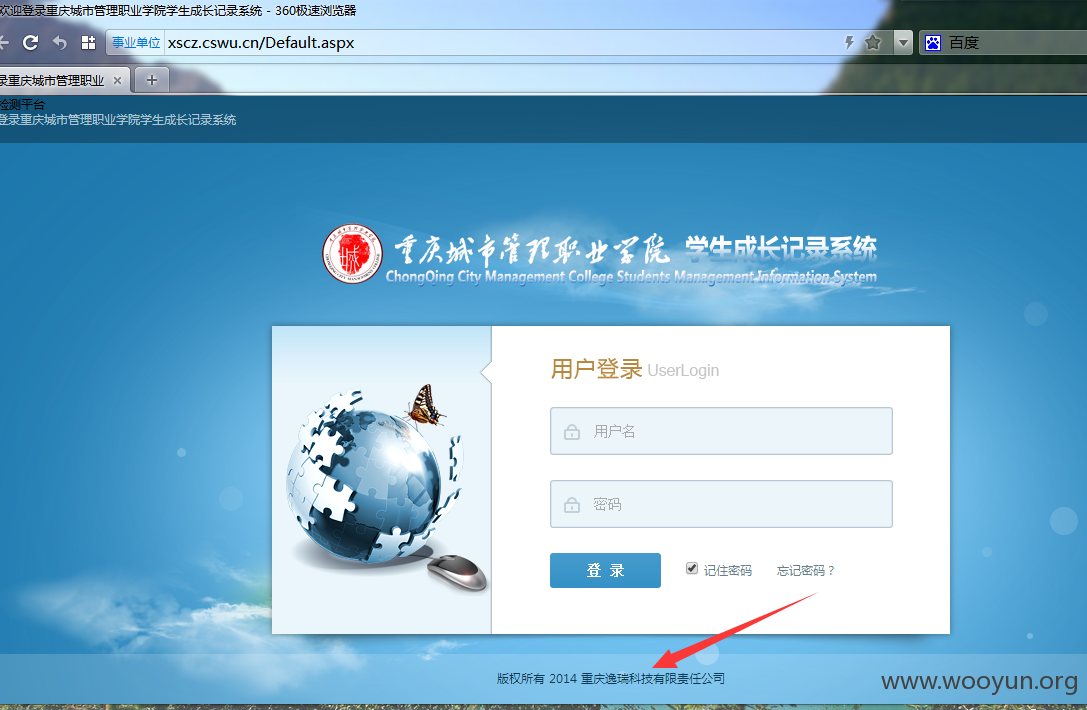 欢迎登录重庆城市管理职业学院学生成长记录系统 - 360极速浏览器
事业单位 xscz.cswu.cn/Default.aspx
百度
录重庆城市管理职业
检测平台
登录重庆城市管理职业学院学生成长记录系统
重庆城市管理职业学院 学生成长记录系统
ChongQing City Management College Students Management Information System
用户登录 UserLogin
用户名
密码
登 录
记住密码
忘记密码？
版权所有 2014 重庆逸瑞科技有限责任公司
www.wooyun.org